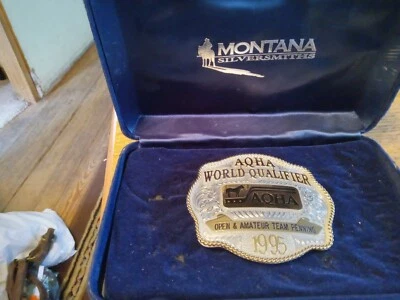 MONTANA
SILVERSMITHS
AQHA
WORLD QUALIFIER
AQHA
OPEN & AMATEUR TEAM PENNING
1995